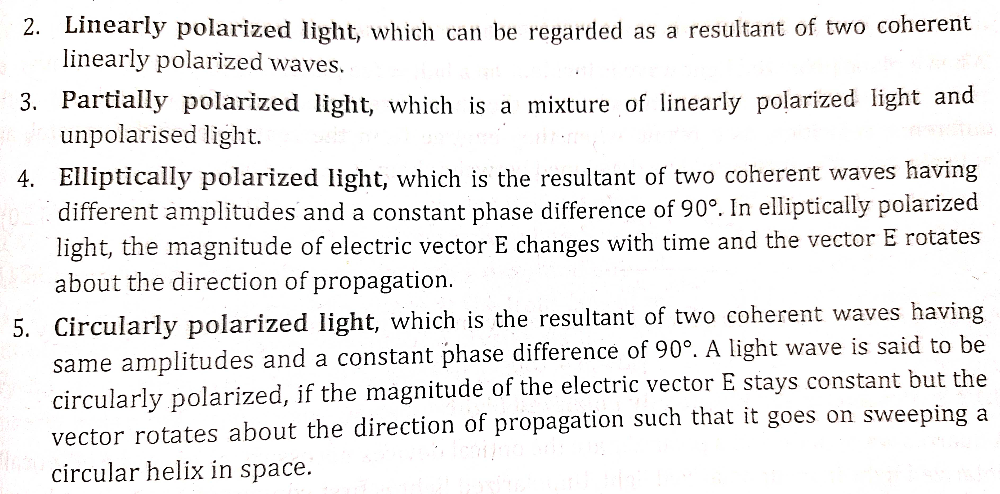 2. Linearly polarized light, which can be regarded as a resultant of two coherent
linearly polarized waves.
3. Partially polarized light, which is a mixture of linearly polarized light and
unpolarised light.
4. Elliptically polarized light, which is the resultant of two coherent waves having
different amplitudes and a constant phase difference of 90°. In elliptically polarized
light, the magnitude of electric vector E changes with time and the vector E rotates
about the direction of propagation.
5. Circularly polarized light, which is the resultant of two coherent waves having
same amplitudes and a constant phase difference of 90°. A light wave is said to be
circularly polarized, if the magnitude of the electric vector E stays constant but the
vector rotates about the direction of propagation such that it goes on sweeping a
circular helix in space.